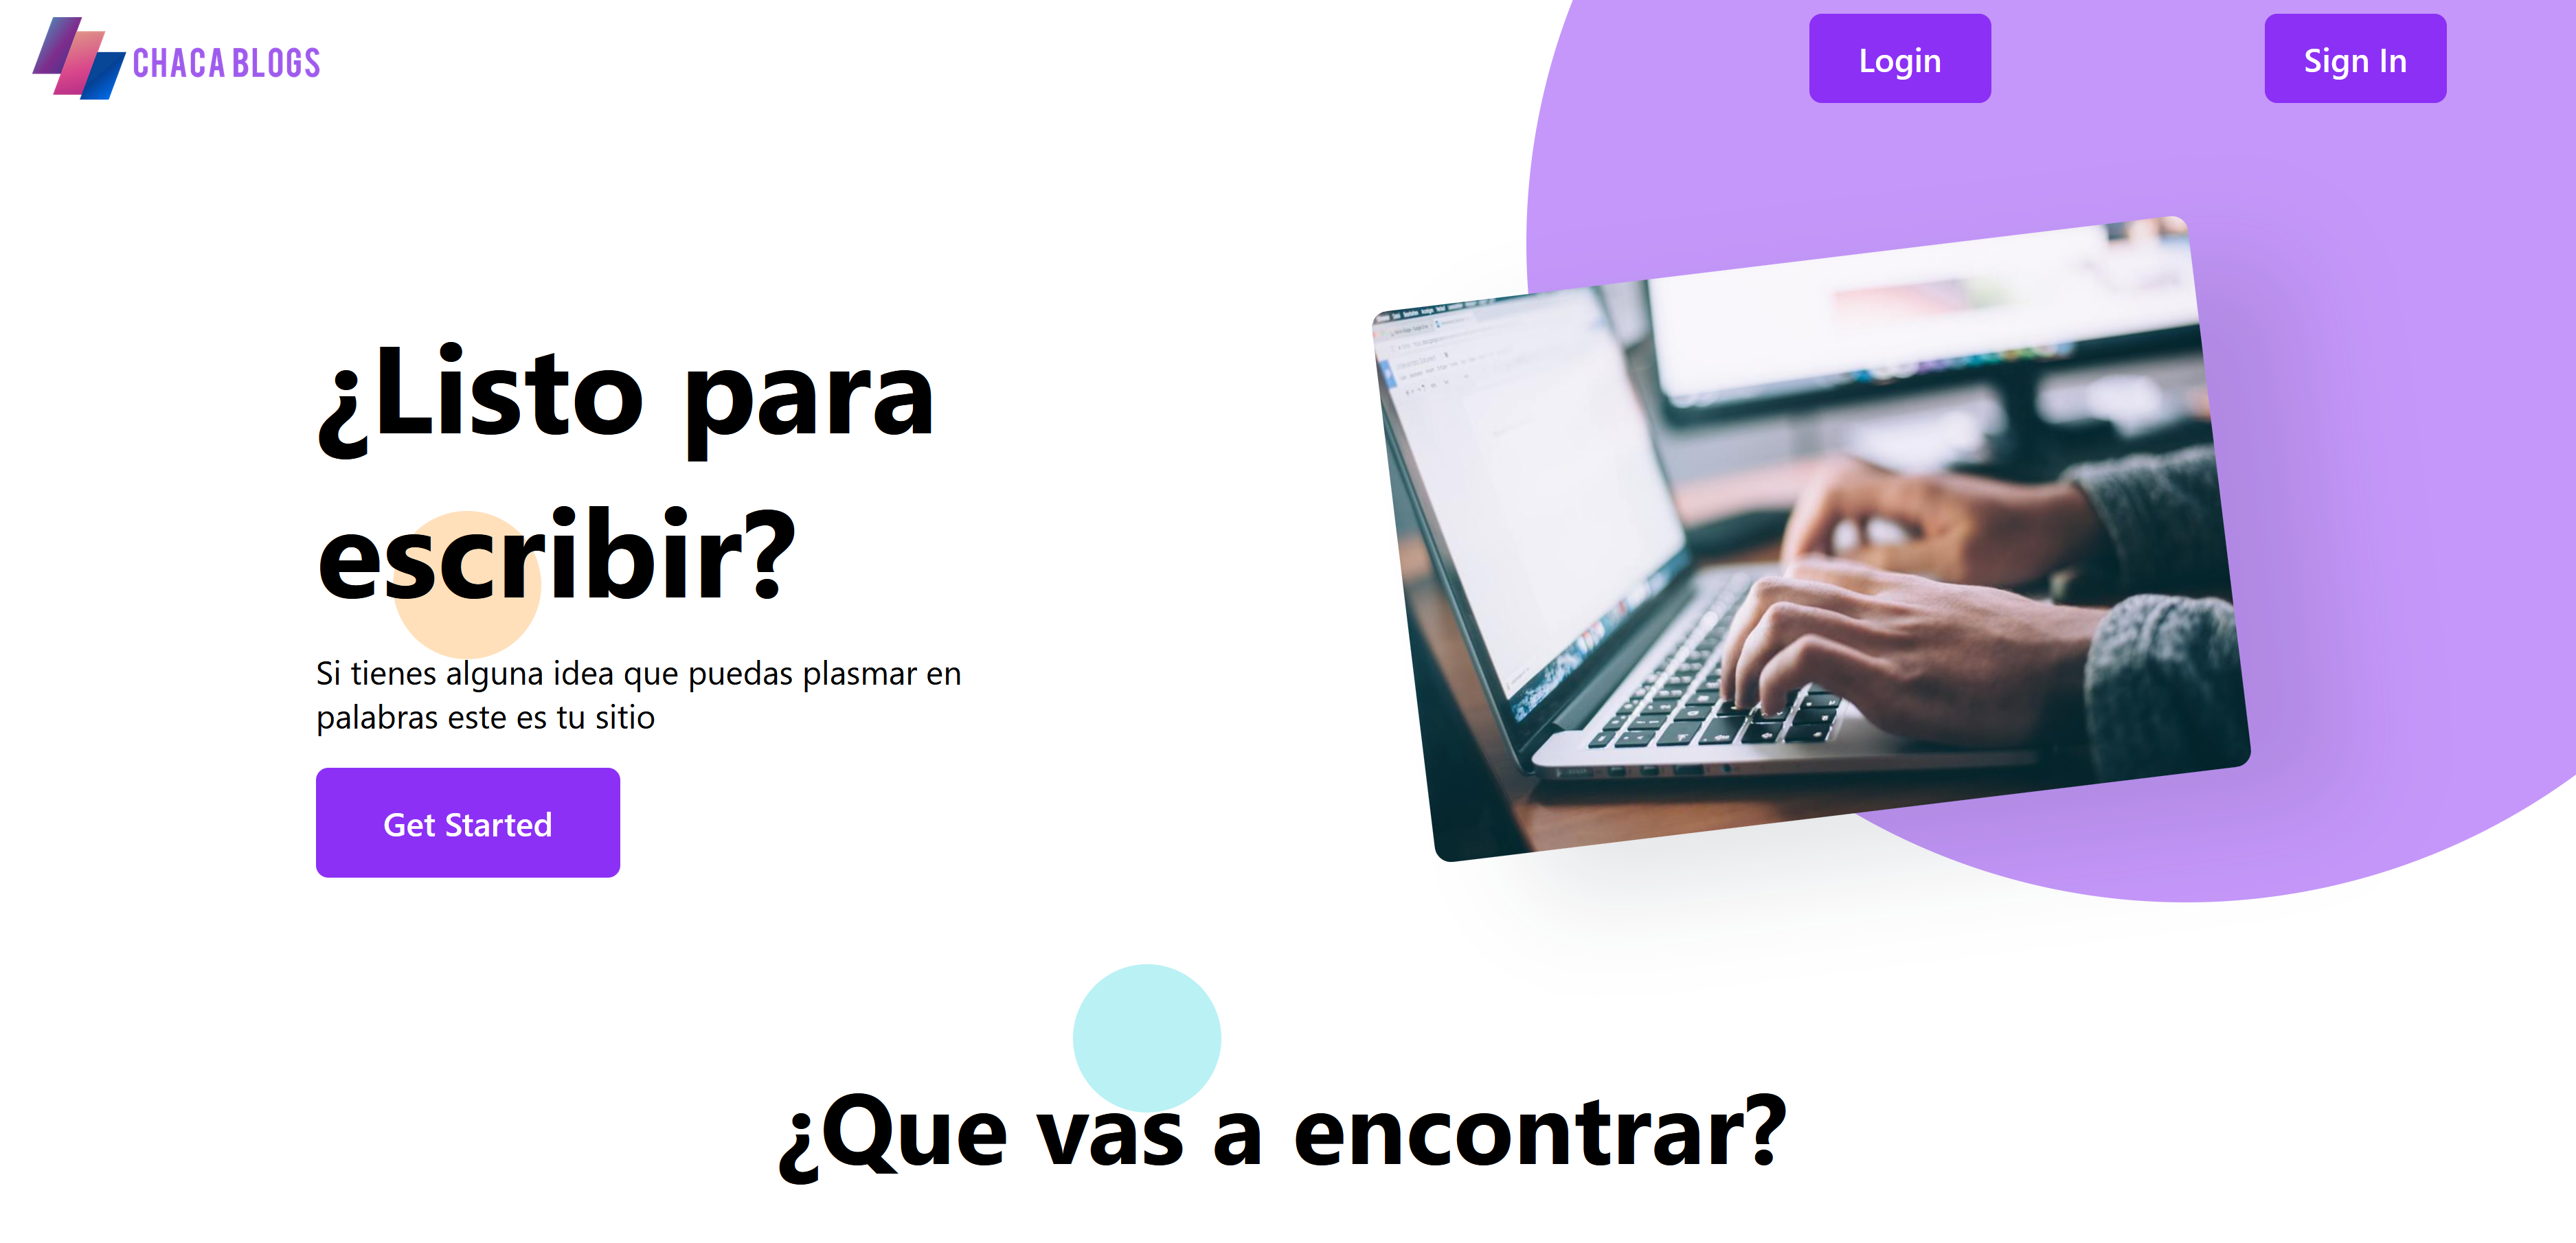 CHACA BLOGS
Login
Sign In
¿Listo para
escribir?
Si tienes alguna idea que puedas plasmar en
palabras este es tu sitio
Get Started
¿Que vas a encontrar?